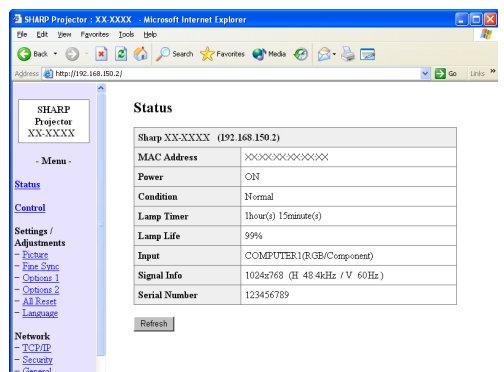 SHARP Projector : XX-XXXX - Microsoft Internet Explorer
File Edit View Favorites Tools Help
Back Search Favorites Media
Address http://192.168.150.2/ Go Links »
SHARP
Projector
XX-XXXX
- Menu -
Status
Control
Settings /
Adjustments
- Picture
- Fine Sync
- Options 1
- Options 2
- All Reset
- Language
Network
- TCP/IP
- Security
- General
Status
Sharp XX-XXXX (192.168.150.2)
MAC Address XXXXXXXXXXXX
Power ON
Condition Normal
Lamp Timer 1hour(s) 15minute(s)
Lamp Life 99%
Input COMPUTER1(RGB/Component)
Signal Info 1024x768 (H 48.4kHz / V 60Hz )
Serial Number 123456789
Refresh